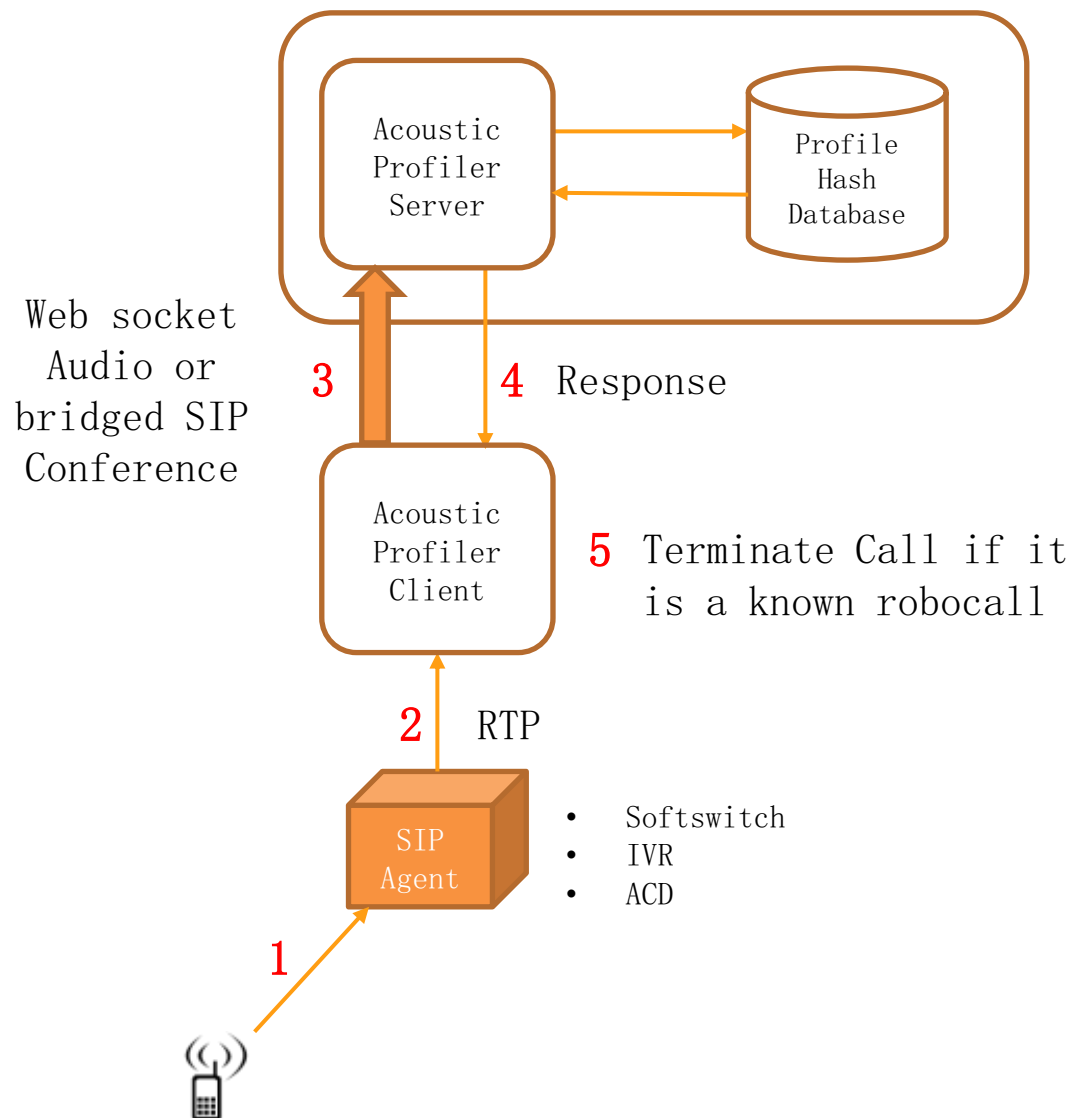 Acoustic
Profiler
Server
Profile
Hash
Database
Web socket
Audio or
bridged SIP
Conference
3
4 Response
Acoustic
Profiler
Client
5 Terminate Call if it
is a known robocall
2 RTP
SIP
Agent
• Softswitch
• IVR
• ACD
1